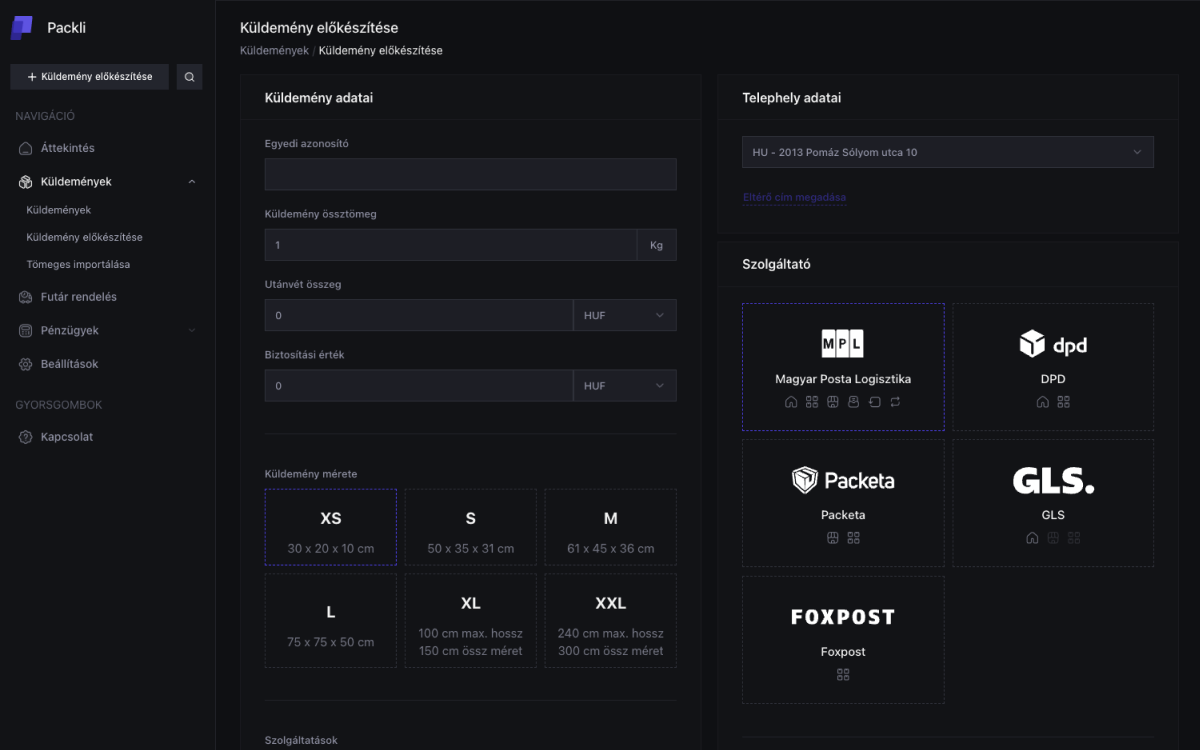 Packli
Küldemény előkészítése
NAVIGÁCIÓ
Áttekintés
Küldemények
Küldemények
Küldemény előkészítése
Tömeges importálása
Futár rendelés
Pénzügyek
Beállítások
GYORSGOMBOK
Kapcsolat
Küldemény előkészítése
Küldemények / Küldemény előkészítése
Küldemény adatai
Egyedi azonosító
Küldemény össztömeg
1 Kg
Utánvét összeg
0 HUF
Biztosítási érték
0 HUF
Küldemény mérete
XS
30 x 20 x 10 cm
S
50 x 35 x 31 cm
M
61 x 45 x 36 cm
L
75 x 75 x 50 cm
XL
100 cm max. hossz
150 cm össz méret
XXL
240 cm max. hossz
300 cm össz méret
Szolgáltatások
Telephely adatai
HU - 2013 Pomáz Sólyom utca 10
Eltérő cím megadása
Szolgáltató
MPL
Magyar Posta Logisztika
dpd
DPD
Packeta
Packeta
GLS.
GLS
FOXPOST
Foxpost